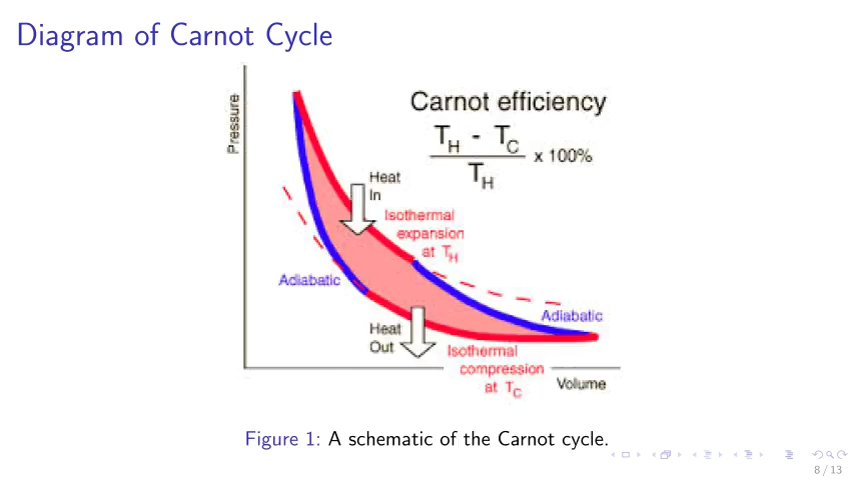 Diagram of Carnot Cycle
Pressure
Carnot efficiency
T_H - T_C
T_H
x 100%
Heat
In
Isothermal
expansion
at T_H
Adiabatic
Adiabatic
Heat
Out
Isothermal
compression
at T_C
Volume
Figure 1: A schematic of the Carnot cycle.
8 / 13